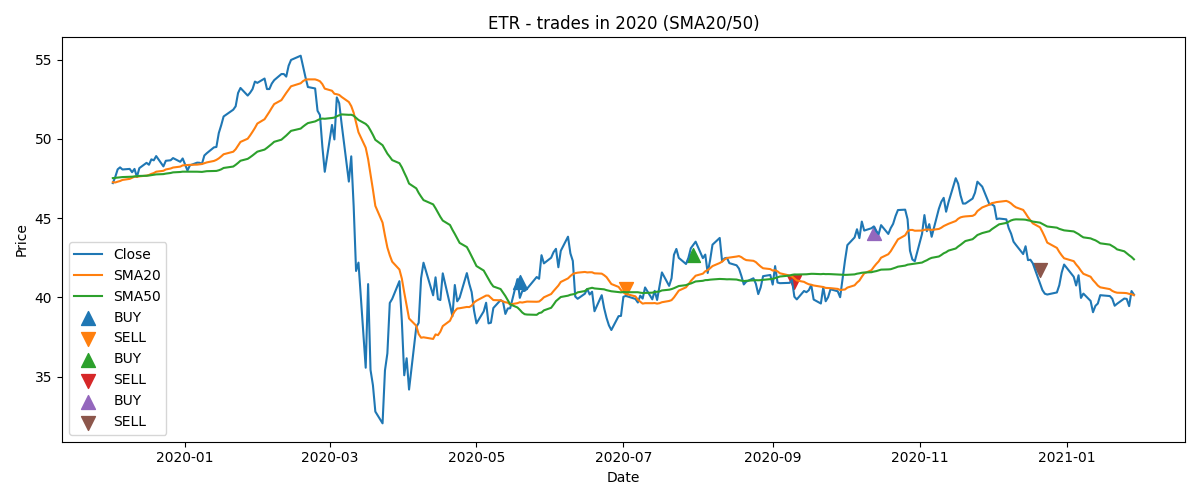 ETR - trades in 2020 (SMA20/50)
Price
55
50
45
40
35
Close
SMA20
SMA50
BUY
SELL
BUY
SELL
BUY
SELL
2020-01 2020-03 2020-05 2020-07 2020-09 2020-11 2021-01
Date